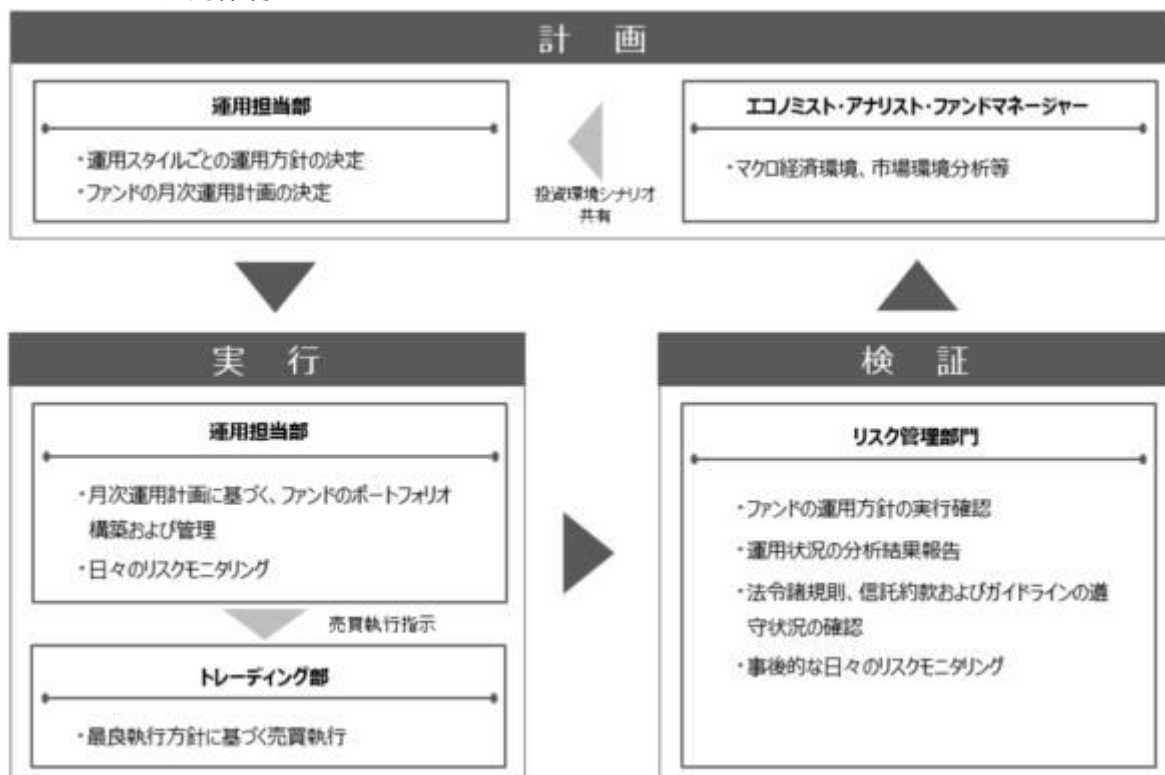 計 画
運用担当部
・運用スタイルごとの運用方針の決定
・ファンドの月次運用計画の決定
投資環境シナリオ
共有
エコノミスト・アナリスト・ファンドマネージャー
・マクロ経済環境、市場環境分析等
実 行
運用担当部
・月次運用計画に基づく、ファンドのポートフォリオ
構築および管理
・日々のリスクモニタリング
売買執行指示
トレーディング部
・最良執行方針に基づく売買執行
検 証
リスク管理部門
・ファンドの運用方針の実行確認
・運用状況の分析結果報告
・法令諸規則、信託約款およびガイドラインの遵
守状況の確認
・事後的な日々のリスクモニタリング